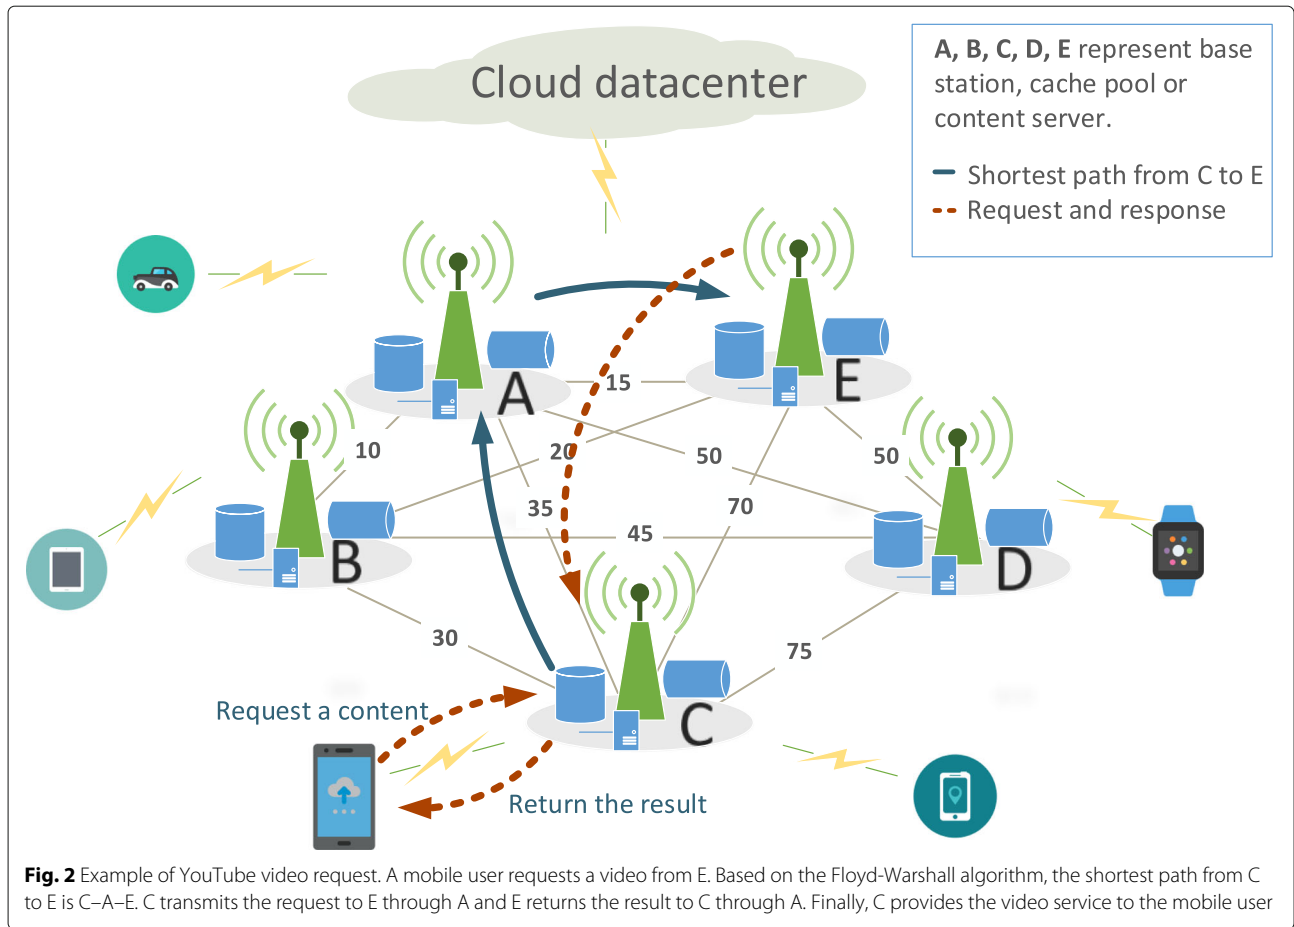 Cloud datacenter
A, B, C, D, E represent base
station, cache pool or
content server.
Shortest path from C to E
Request and response
A
E
15
10
20
50
50
B
35
70
45
D
30
75
C
Request a content
Return the result
Fig. 2 Example of YouTube video request. A mobile user requests a video from E. Based on the Floyd-Warshall algorithm, the shortest path from C
to E is C–A–E. C transmits the request to E through A and E returns the result to C through A. Finally, C provides the video service to the mobile user